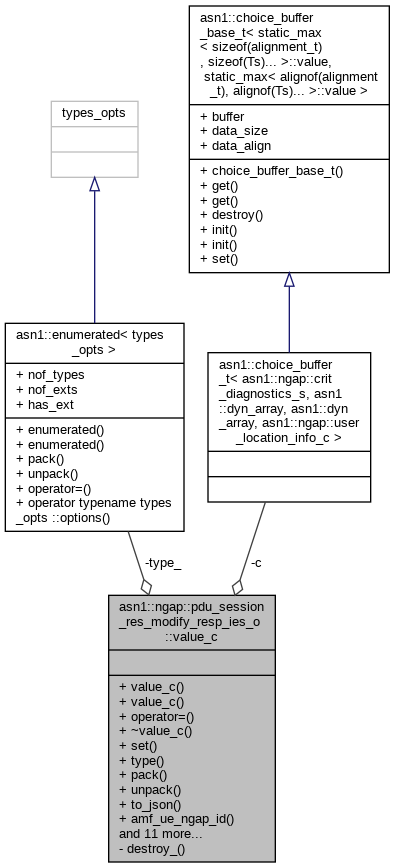 asn1::choice_buffer
_base_t< static_max
< sizeof(alignment_t)
, sizeof(Ts)... >::value,
static_max< alignof(alignment
_t), alignof(Ts)... >::value >
+ buffer
+ data_size
+ data_align
+ choice_buffer_base_t()
+ get()
+ get()
+ destroy()
+ init()
+ init()
+ set()
types_opts
asn1::enumerated< types
_opts >
+ nof_types
+ nof_exts
+ has_ext
+ enumerated()
+ enumerated()
+ pack()
+ unpack()
+ operator=()
+ operator typename types
_opts ::options()
asn1::choice_buffer
_t< asn1::ngap::crit
_diagnostics_s, asn1
::dyn_array, asn1::dyn
_array, asn1::ngap::user
_location_info_c >
-type_
-c
asn1::ngap::pdu_session
_res_modify_resp_ies_o
::value_c
+ value_c()
+ value_c()
+ operator=()
+ ~value_c()
+ set()
+ type()
+ pack()
+ unpack()
+ to_json()
+ amf_ue_ngap_id()
and 11 more...
- destroy_()